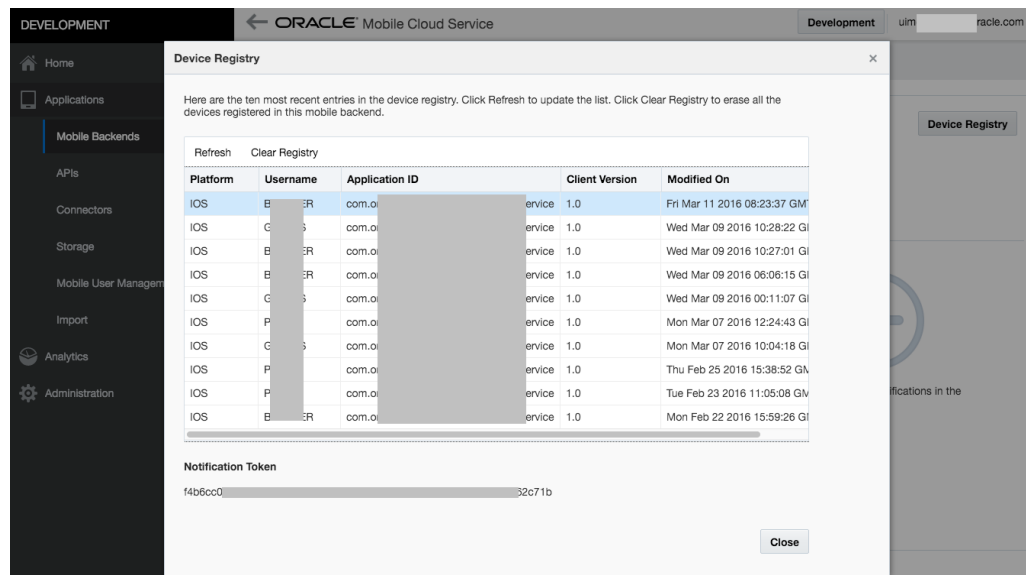 DEVELOPMENT
ORACLE Mobile Cloud Service
Development
uim racle.com
Home
Applications
Mobile Backends
APIs
Connectors
Storage
Mobile User Managem
Import
Analytics
Administration
Device Registry
Device Registry
×
Here are the ten most recent entries in the device registry. Click Refresh to update the list. Click Clear Registry to erase all the
devices registered in this mobile backend.
Refresh Clear Registry
Platform Username Application ID Client Version Modified On
IOS B ER com.o ervice 1.0 Fri Mar 11 2016 08:23:37 GM
IOS G S com.o ervice 1.0 Wed Mar 09 2016 10:28:22 G
IOS B ER com.o ervice 1.0 Wed Mar 09 2016 10:27:01 G
IOS B ER com.o ervice 1.0 Wed Mar 09 2016 06:06:15 G
IOS G S com.o ervice 1.0 Wed Mar 09 2016 00:11:07 G
IOS P com.o ervice 1.0 Mon Mar 07 2016 12:24:43 G
IOS G S com.o ervice 1.0 Mon Mar 07 2016 10:04:18 G
IOS P com.o ervice 1.0 Thu Feb 25 2016 15:38:52 GM
IOS P com.o ervice 1.0 Tue Feb 23 2016 11:05:08 GM
IOS B ER com.o ervice 1.0 Mon Feb 22 2016 15:59:26 G
Notification Token
f4b6cc0 62c71b
Close
ifications in the